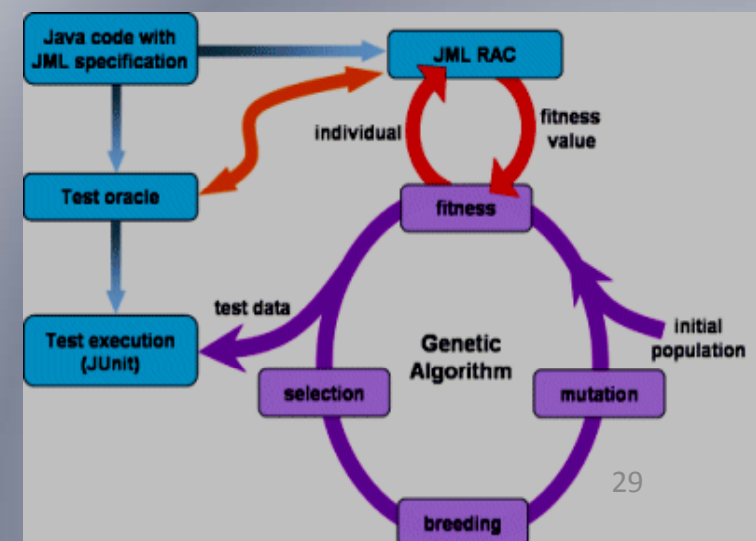 Java code with
JML specification
JML RAC
individual
fitness
value
Test oracle
fitness
test data
initial
population
Test execution
(JUnit)
Genetic
Algorithm
selection
mutation
29
breeding